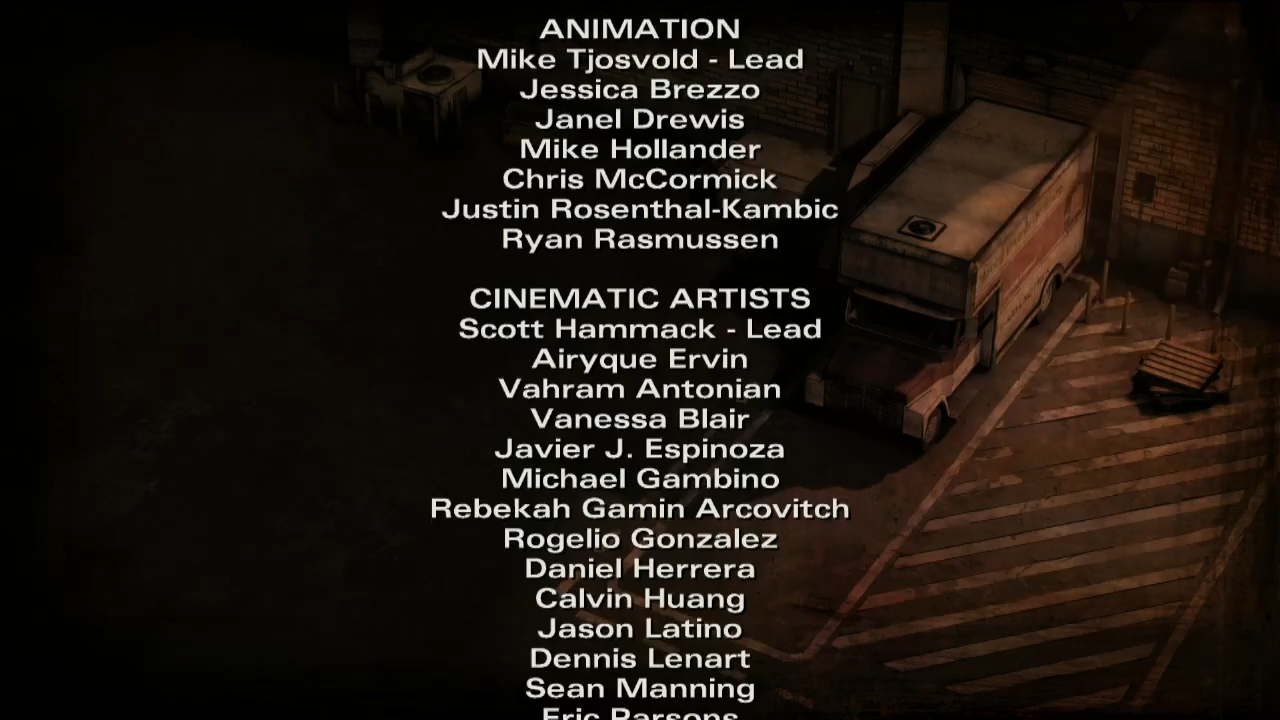 ANIMATION
Mike Tjosvold - Lead
Jessica Brezzo
Janel Drewis
Mike Hollander
Chris McCormick
Justin Rosenthal-Kambic
Ryan Rasmussen
CINEMATIC ARTISTS
Scott Hammack - Lead
Airyque Ervin
Vahram Antonian
Vanessa Blair
Javier J. Espinoza
Michael Gambino
Rebekah Gamin Arcovitch
Rogelio Gonzalez
Daniel Herrera
Calvin Huang
Jason Latino
Dennis Lenart
Sean Manning
Eric Parsons